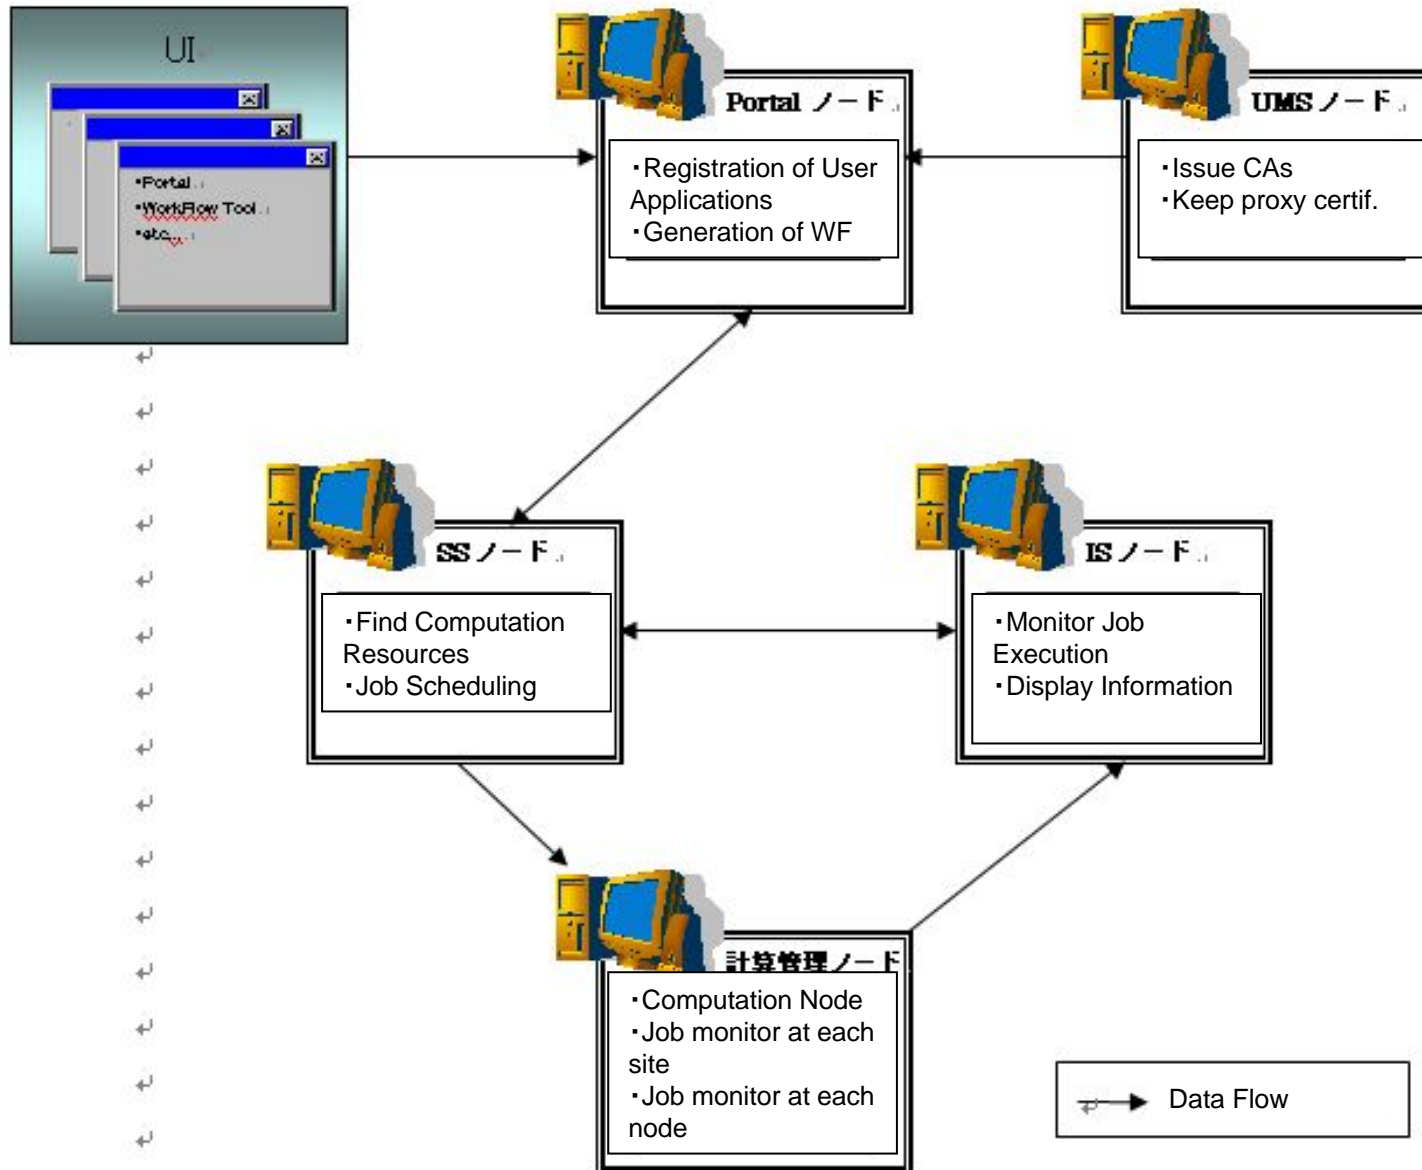 UI
・Portal
・WorkFlow Tool
・etc...
Portal ノード
・Registration of User
Applications
・Generation of WF
UMS ノード
・Issue CAs
・Keep proxy certif.
SS ノード
・Find Computation
Resources
・Job Scheduling
IS ノード
・Monitor Job
Execution
・Display Information
計算管理ノード
・Computation Node
・Job monitor at each
site
・Job monitor at each
node
Data Flow